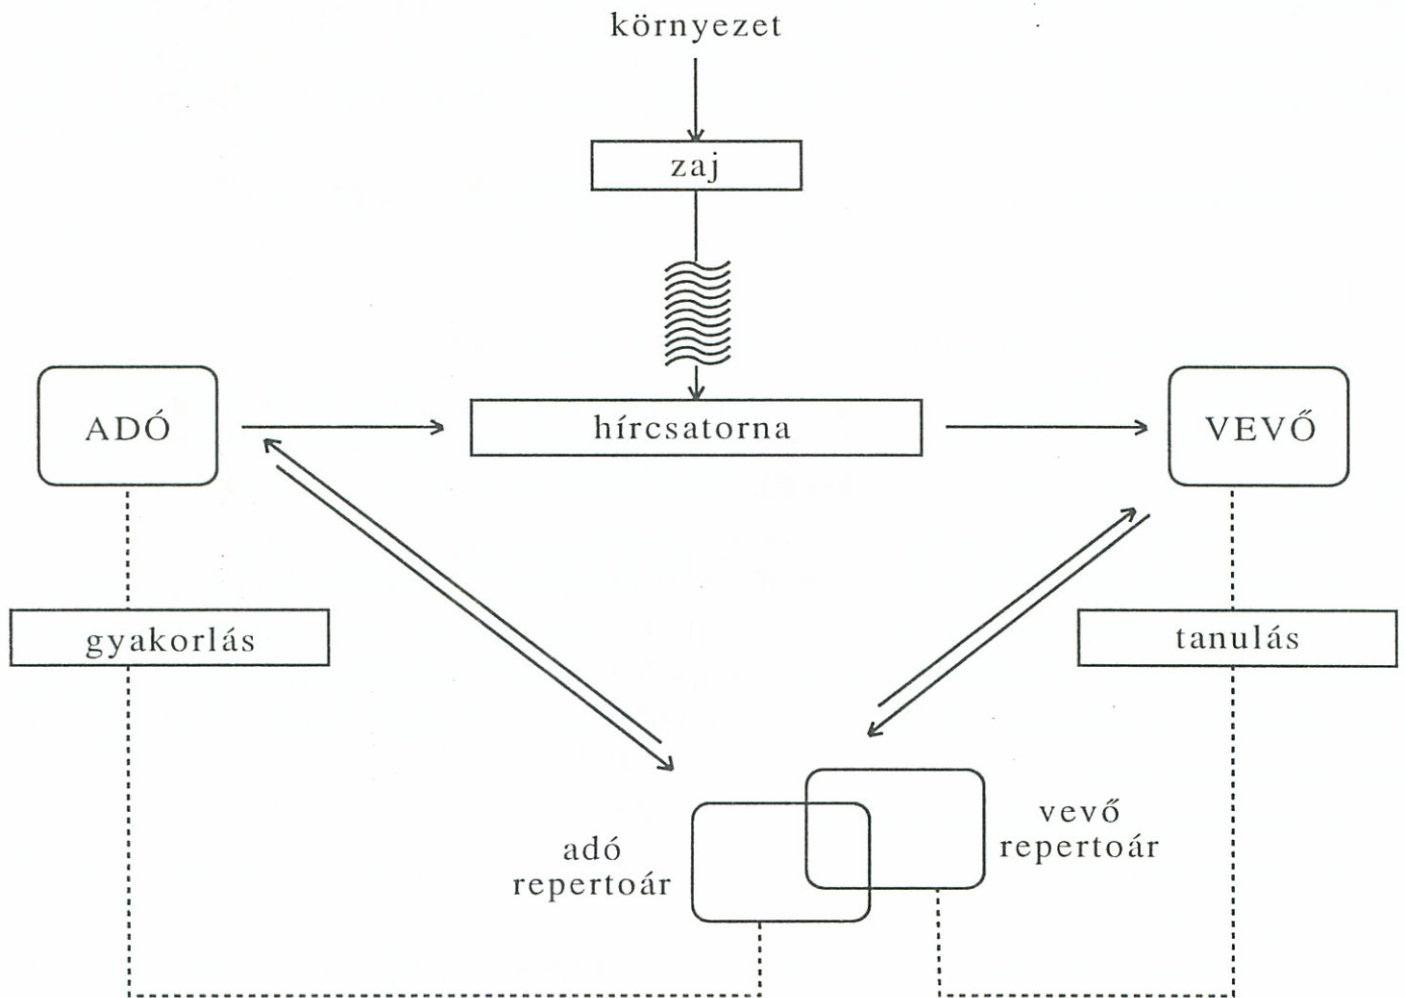 környezet
zaj
ADÓ
hírcsatorna
VEVŐ
gyakorlás
tanulás
adó
repertoár
vevő
repertoár